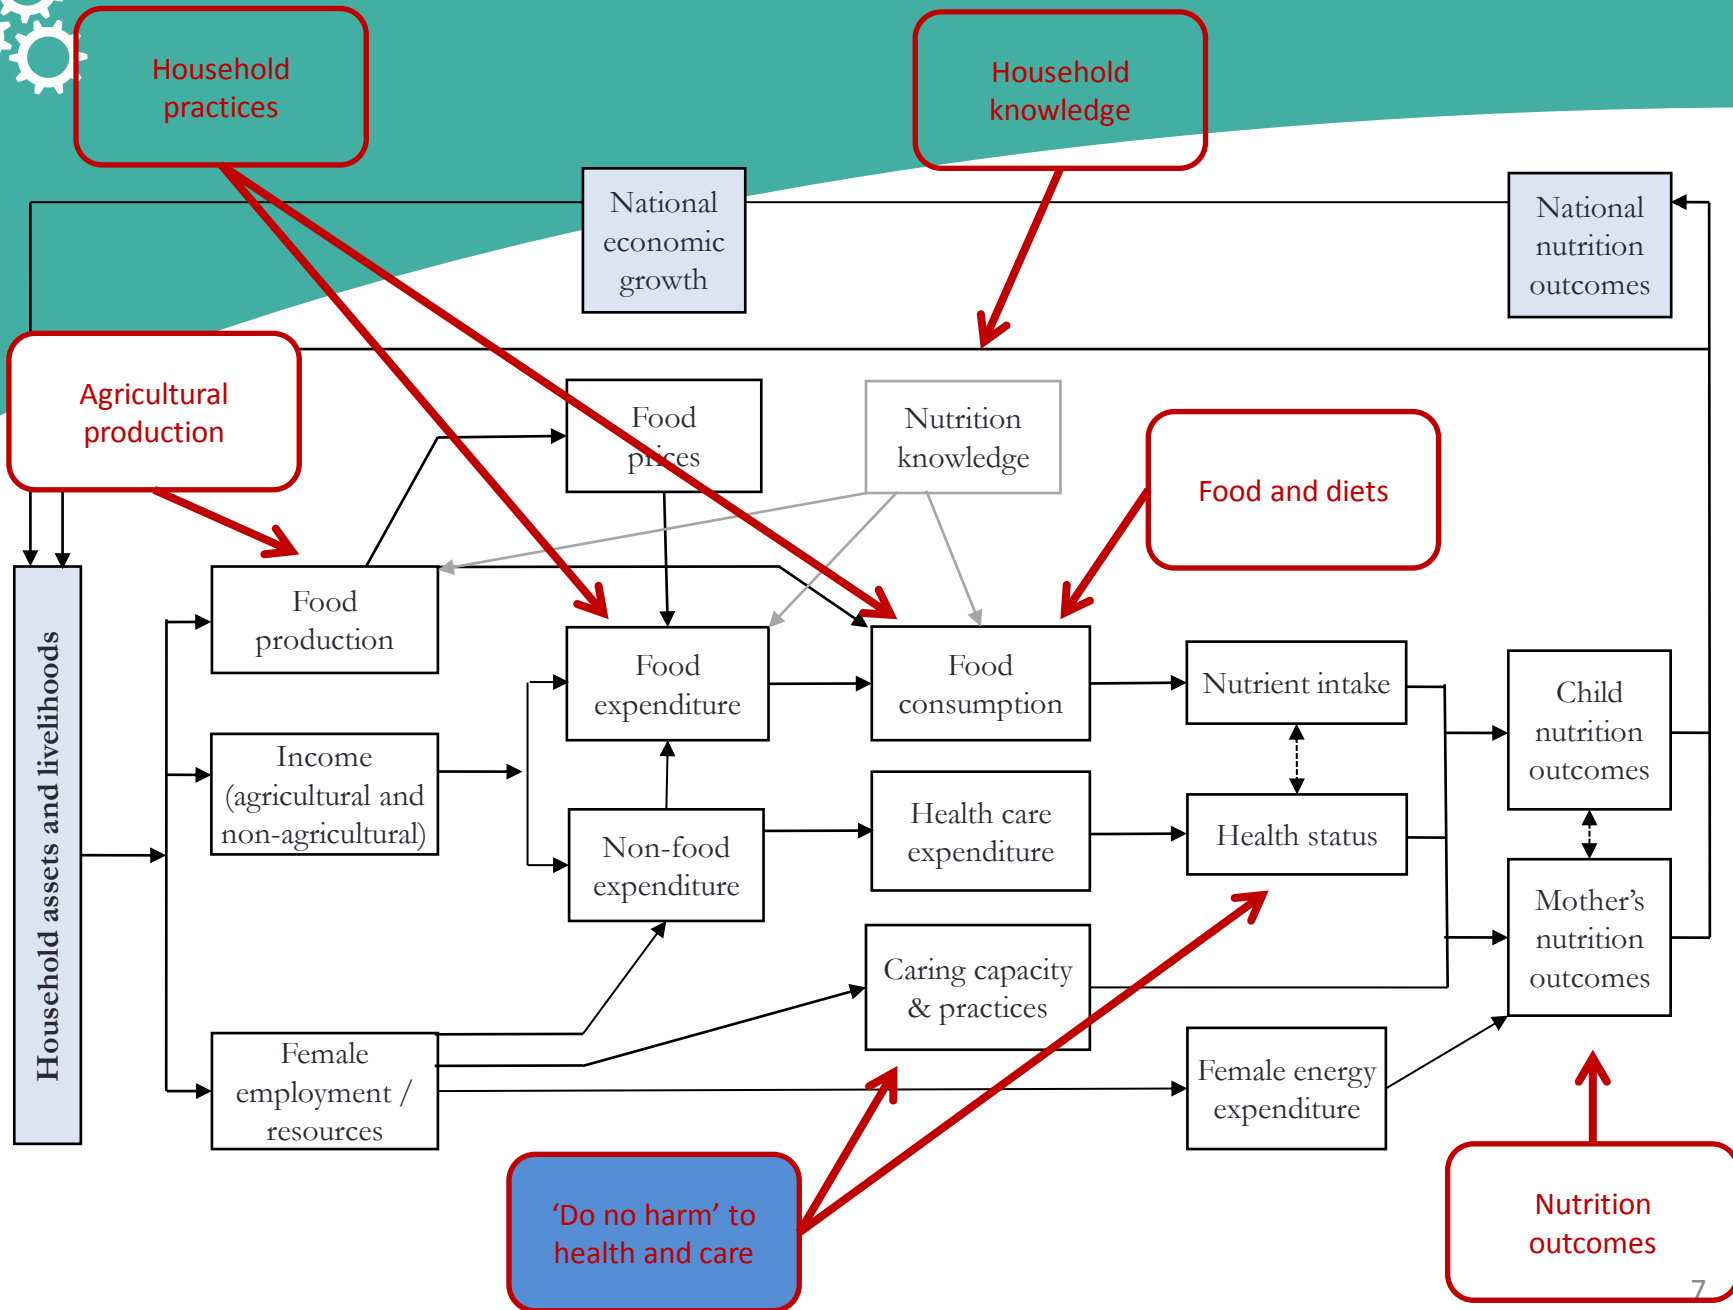 Household
practices
Household
knowledge
National
economic
growth
National
nutrition
outcomes
Agricultural
production
Food
prices
Nutrition
knowledge
Food and diets
Household assets and livelihoods
Food
production
Food
expenditure
Food
consumption
Nutrient intake
Child
nutrition
outcomes
Income
(agricultural and
non-agricultural)
Non-food
expenditure
Health care
expenditure
Health status
Mother’s
nutrition
outcomes
Caring capacity
& practices
Female
employment /
resources
Female energy
expenditure
‘Do no harm’ to
health and care
Nutrition
outcomes
7